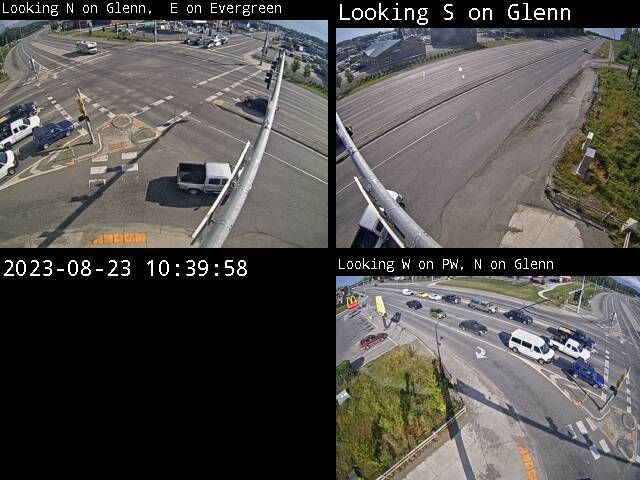 Looking N on Glenn, E on Evergreen
Looking S on Glenn
2023-08-23 10:39:58
Looking W on PW, N on Glenn